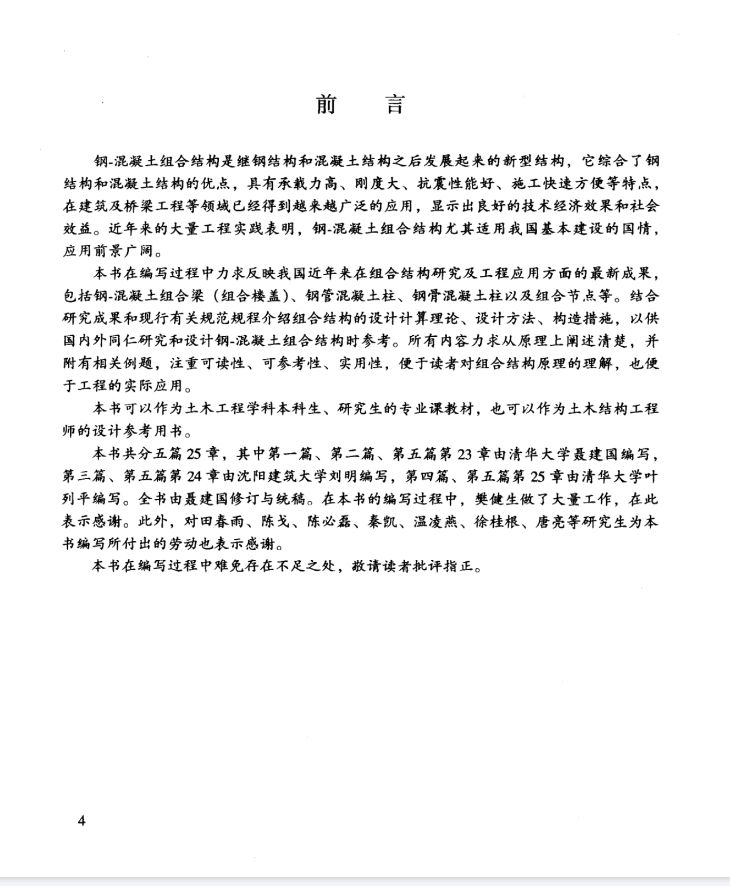 前 言
钢-混凝土组合结构是继钢结构和混凝土结构之后发展起来的新型结构，它综合了钢
结构和混凝土结构的优点，具有承载力高、刚度大、抗震性能好、施工快速方便等特点，
在建筑及桥梁工程等领域已经得到越来越广泛的应用，显示出良好的技术经济效果和社会
效益。近年来的大量工程实践表明，钢-混凝土组合结构尤其适用我国基本建设的国情，
应用前景广阔。
本书在编写过程中力求反映我国近年来在组合结构研究及工程应用方面的最新成果，
包括钢-混凝土组合梁（组合楼盖）、钢管混凝土柱、钢骨混凝土柱以及组合节点等。结合
研究成果和现行有关规范规程介绍组合结构的设计计算理论、设计方法、构造措施，以供
国内外同仁研究和设计钢-混凝土组合结构时参考。所有内容力求从原理上阐述清楚，并
附有相关例题，注重可读性、可参考性、实用性，便于读者对组合结构原理的理解，也便
于工程的实际应用。
本书可以作为土木工程学科本科生、研究生的专业课教材，也可以作为土木结构工程
师的设计参考用书。
本书共分五篇 25 章，其中第一篇、第二篇、第五篇第 23 章由清华大学聂建国编写，
第三篇、第五篇第 24 章由沈阳建筑大学刘明编写，第四篇、第五篇第 25 章由清华大学叶
列平编写。全书由聂建国修订与统稿。在本书的编写过程中，樊健生做了大量工作，在此
表示感谢。此外，对田春雨、陈戈、陈必磊、秦凯、温凌燕、徐桂根、唐亮等研究生为本
书编写所付出的劳动也表示感谢。
本书在编写过程中难免存在不足之处，敬请读者批评指正。
4